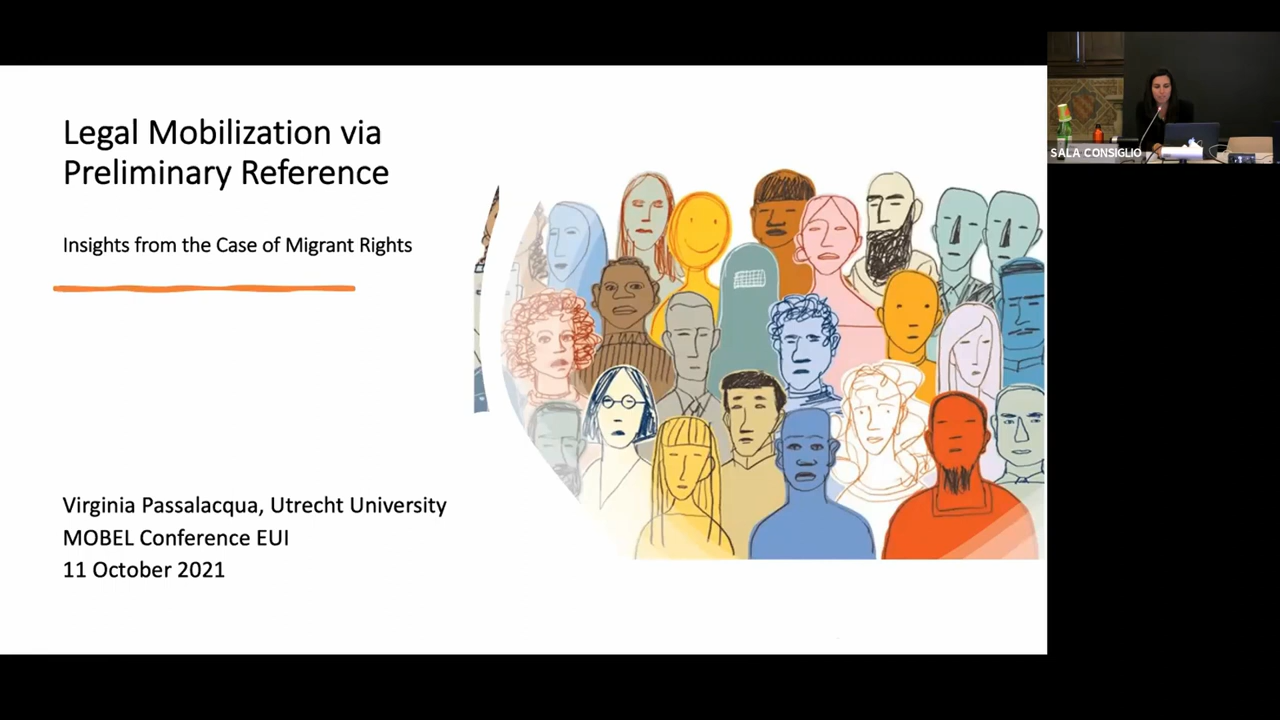 Legal Mobilization via
Preliminary Reference
Insights from the Case of Migrant Rights
Virginia Passalacqua, Utrecht University
MOBEL Conference EUI
11 October 2021
SALA CONSIGLIO